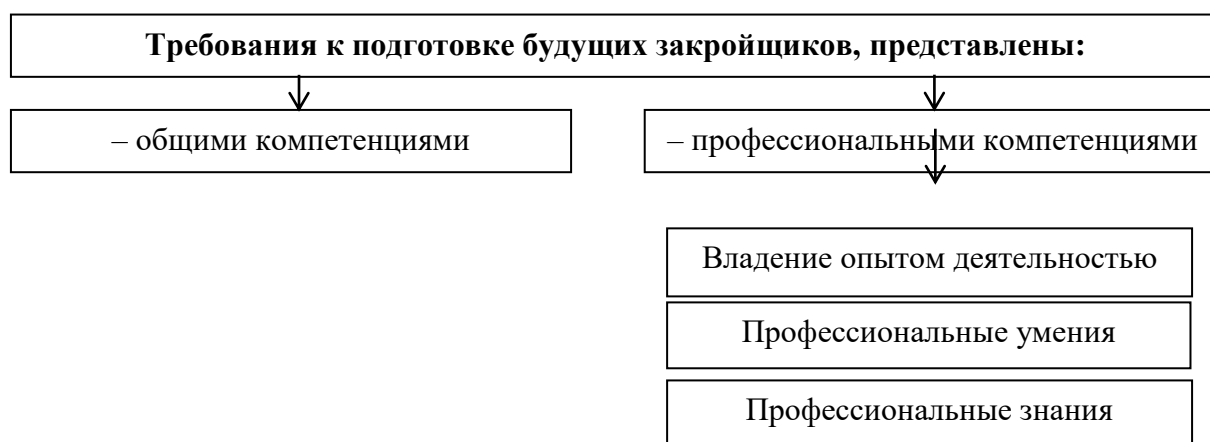 Требования к подготовке будущих закройщиков, представлены:
– общими компетенциями
– профессиональными компетенциями
Владение опытом деятельностью
Профессиональные умения
Профессиональные знания